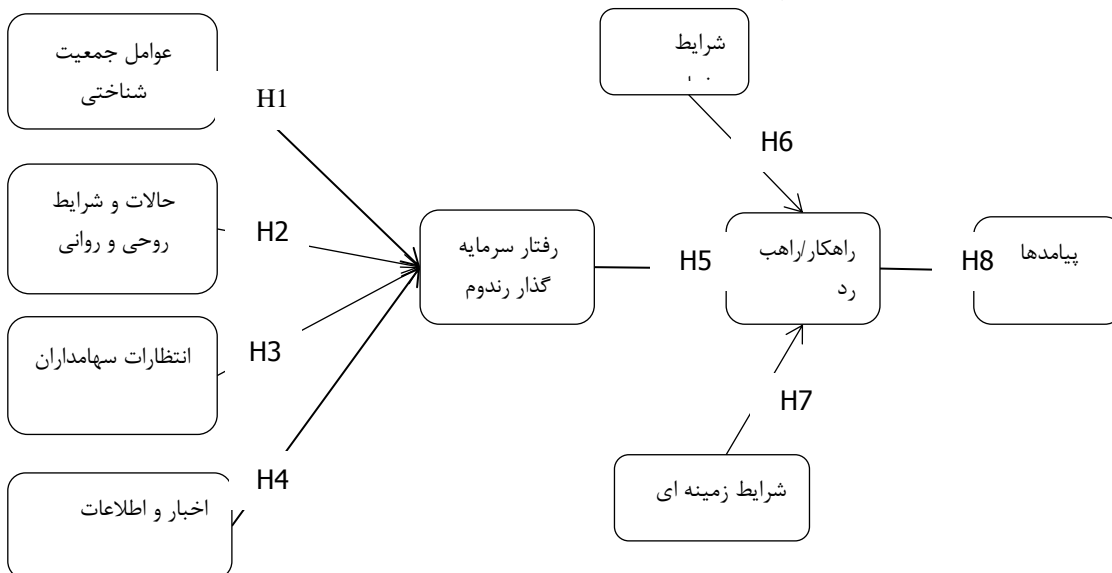 عوامل جمعیت
شناختی
H1
حالات و شرایط
روحی و روانی
H2
انتظارات سهامداران
H3
اخبار و اطلاعات
H4
رفتار سرمایه
گذار رندوم
H5
شرایط
H6
راهکار/راهب
رد
H7
شرایط زمینه ای
H8
پیامدها